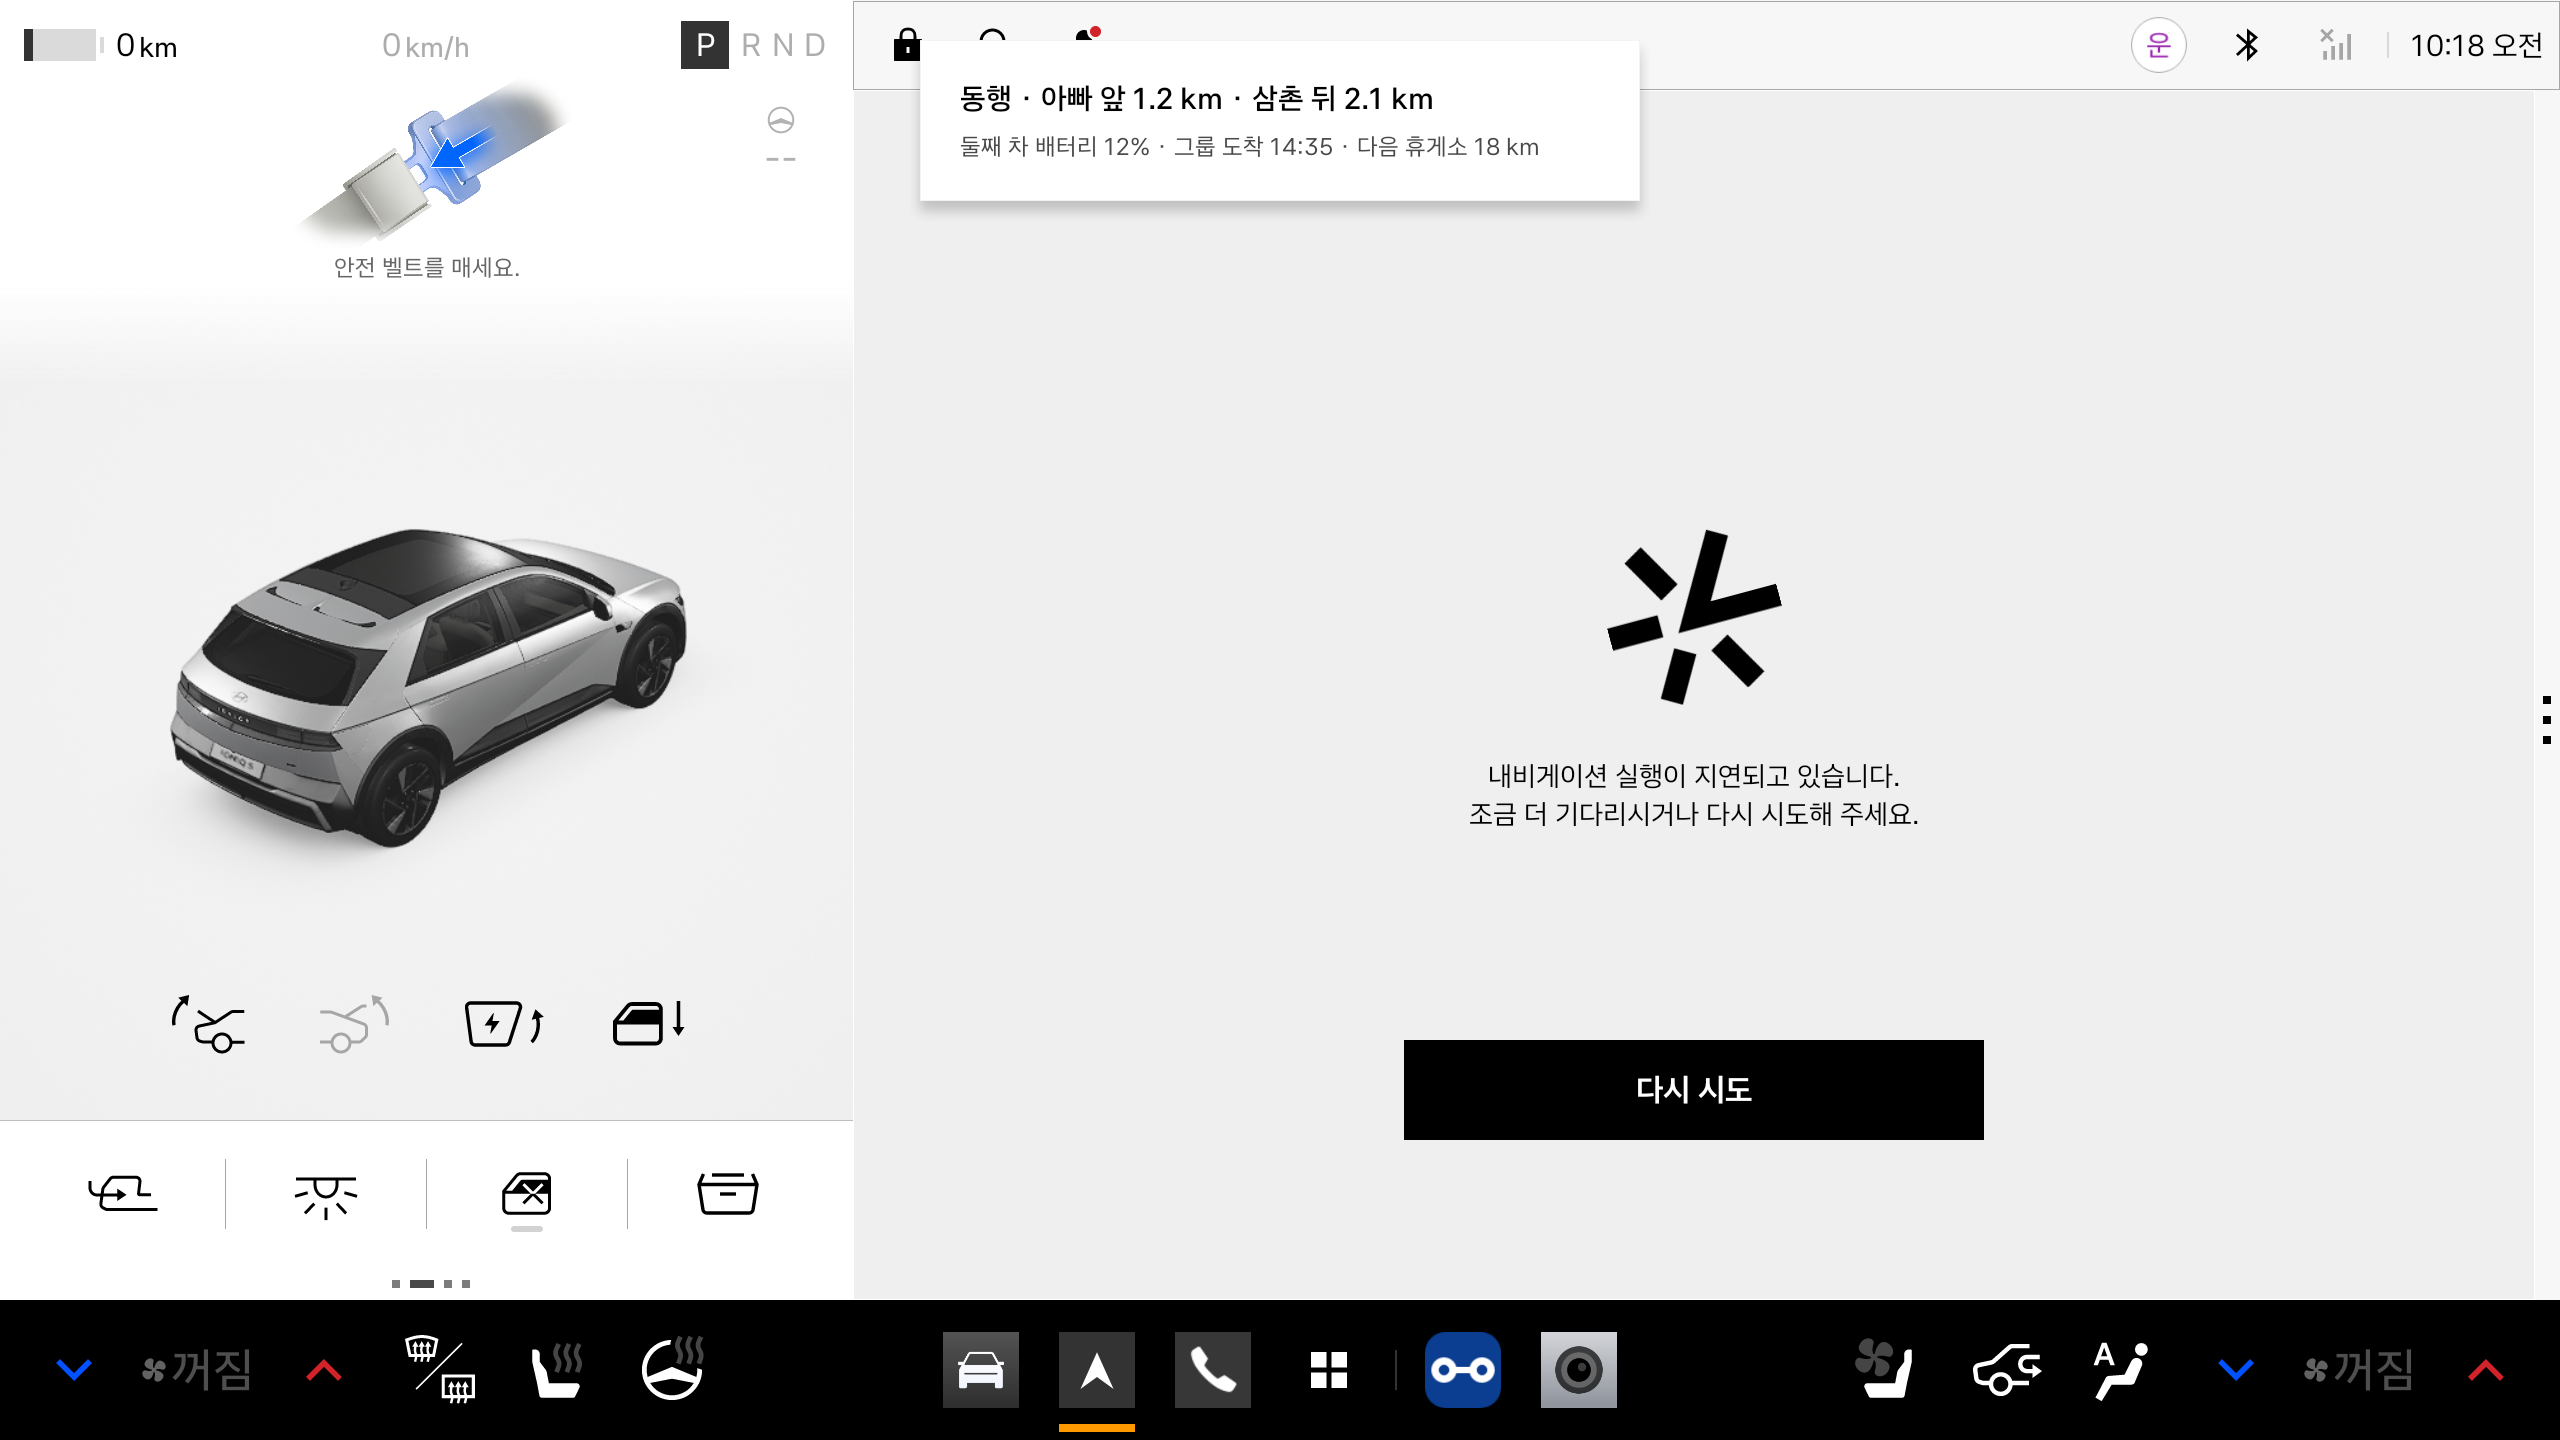 0 km
0 km/h
P R N D
운
10:18 오전
동행 · 아빠 앞 1.2 km · 삼촌 뒤 2.1 km
둘째 차 배터리 12% · 그룹 도착 14:35 · 다음 휴게소 18 km
--
안전 벨트를 매세요.
IONIQ 5
내비게이션 실행이 지연되고 있습니다.
조금 더 기다리시거나 다시 시도해 주세요.
다시 시도
꺼짐
A
꺼짐